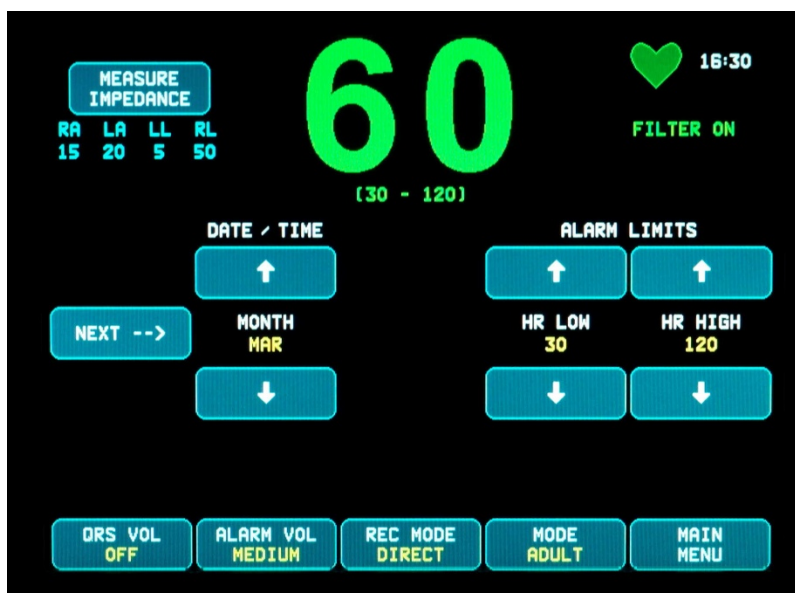 MEASURE
IMPEDANCE
RA LA LL RL
15 20 5 50
60
(30 - 120)
16:30
FILTER ON
DATE / TIME
ALARM LIMITS
NEXT -->
MONTH
MAR
HR LOW
30
HR HIGH
120
QRS VOL
OFF
ALARM VOL
MEDIUM
REC MODE
DIRECT
MODE
ADULT
MAIN
MENU